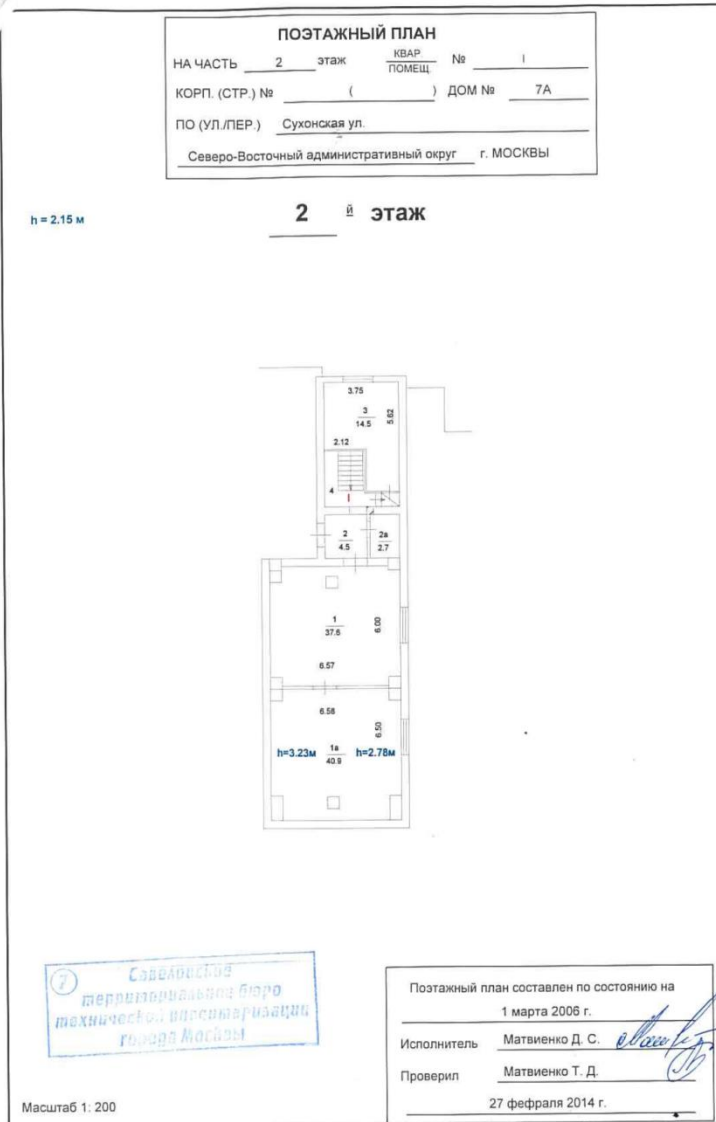 ПОЭТАЖНЫЙ ПЛАН
НА ЧАСТЬ 2 этаж КВАР ПОМЕЩ № I
КОРП. (СТР.) № ( ) ДОМ № 7А
ПО (УЛ./ПЕР.) Сухонская ул.
Северо-Восточный административный округ г. МОСКВЫ
h = 2.15 м
2 й этаж
3.75
3
14.5
5.62
2.12
4
2
4.5
2а
2.7
1
37.6
6.00
6.57
6.58
6.50
h=3.23м 1а h=2.78м
40.9
7
Савеловское
территориальное бюро
технической инвентаризации
города Москвы
Поэтажный план составлен по состоянию на
1 марта 2006 г.
Исполнитель Матвиенко Д. С.
Проверил Матвиенко Т. Д.
27 фефраля 2014 г.
Масштаб 1: 200